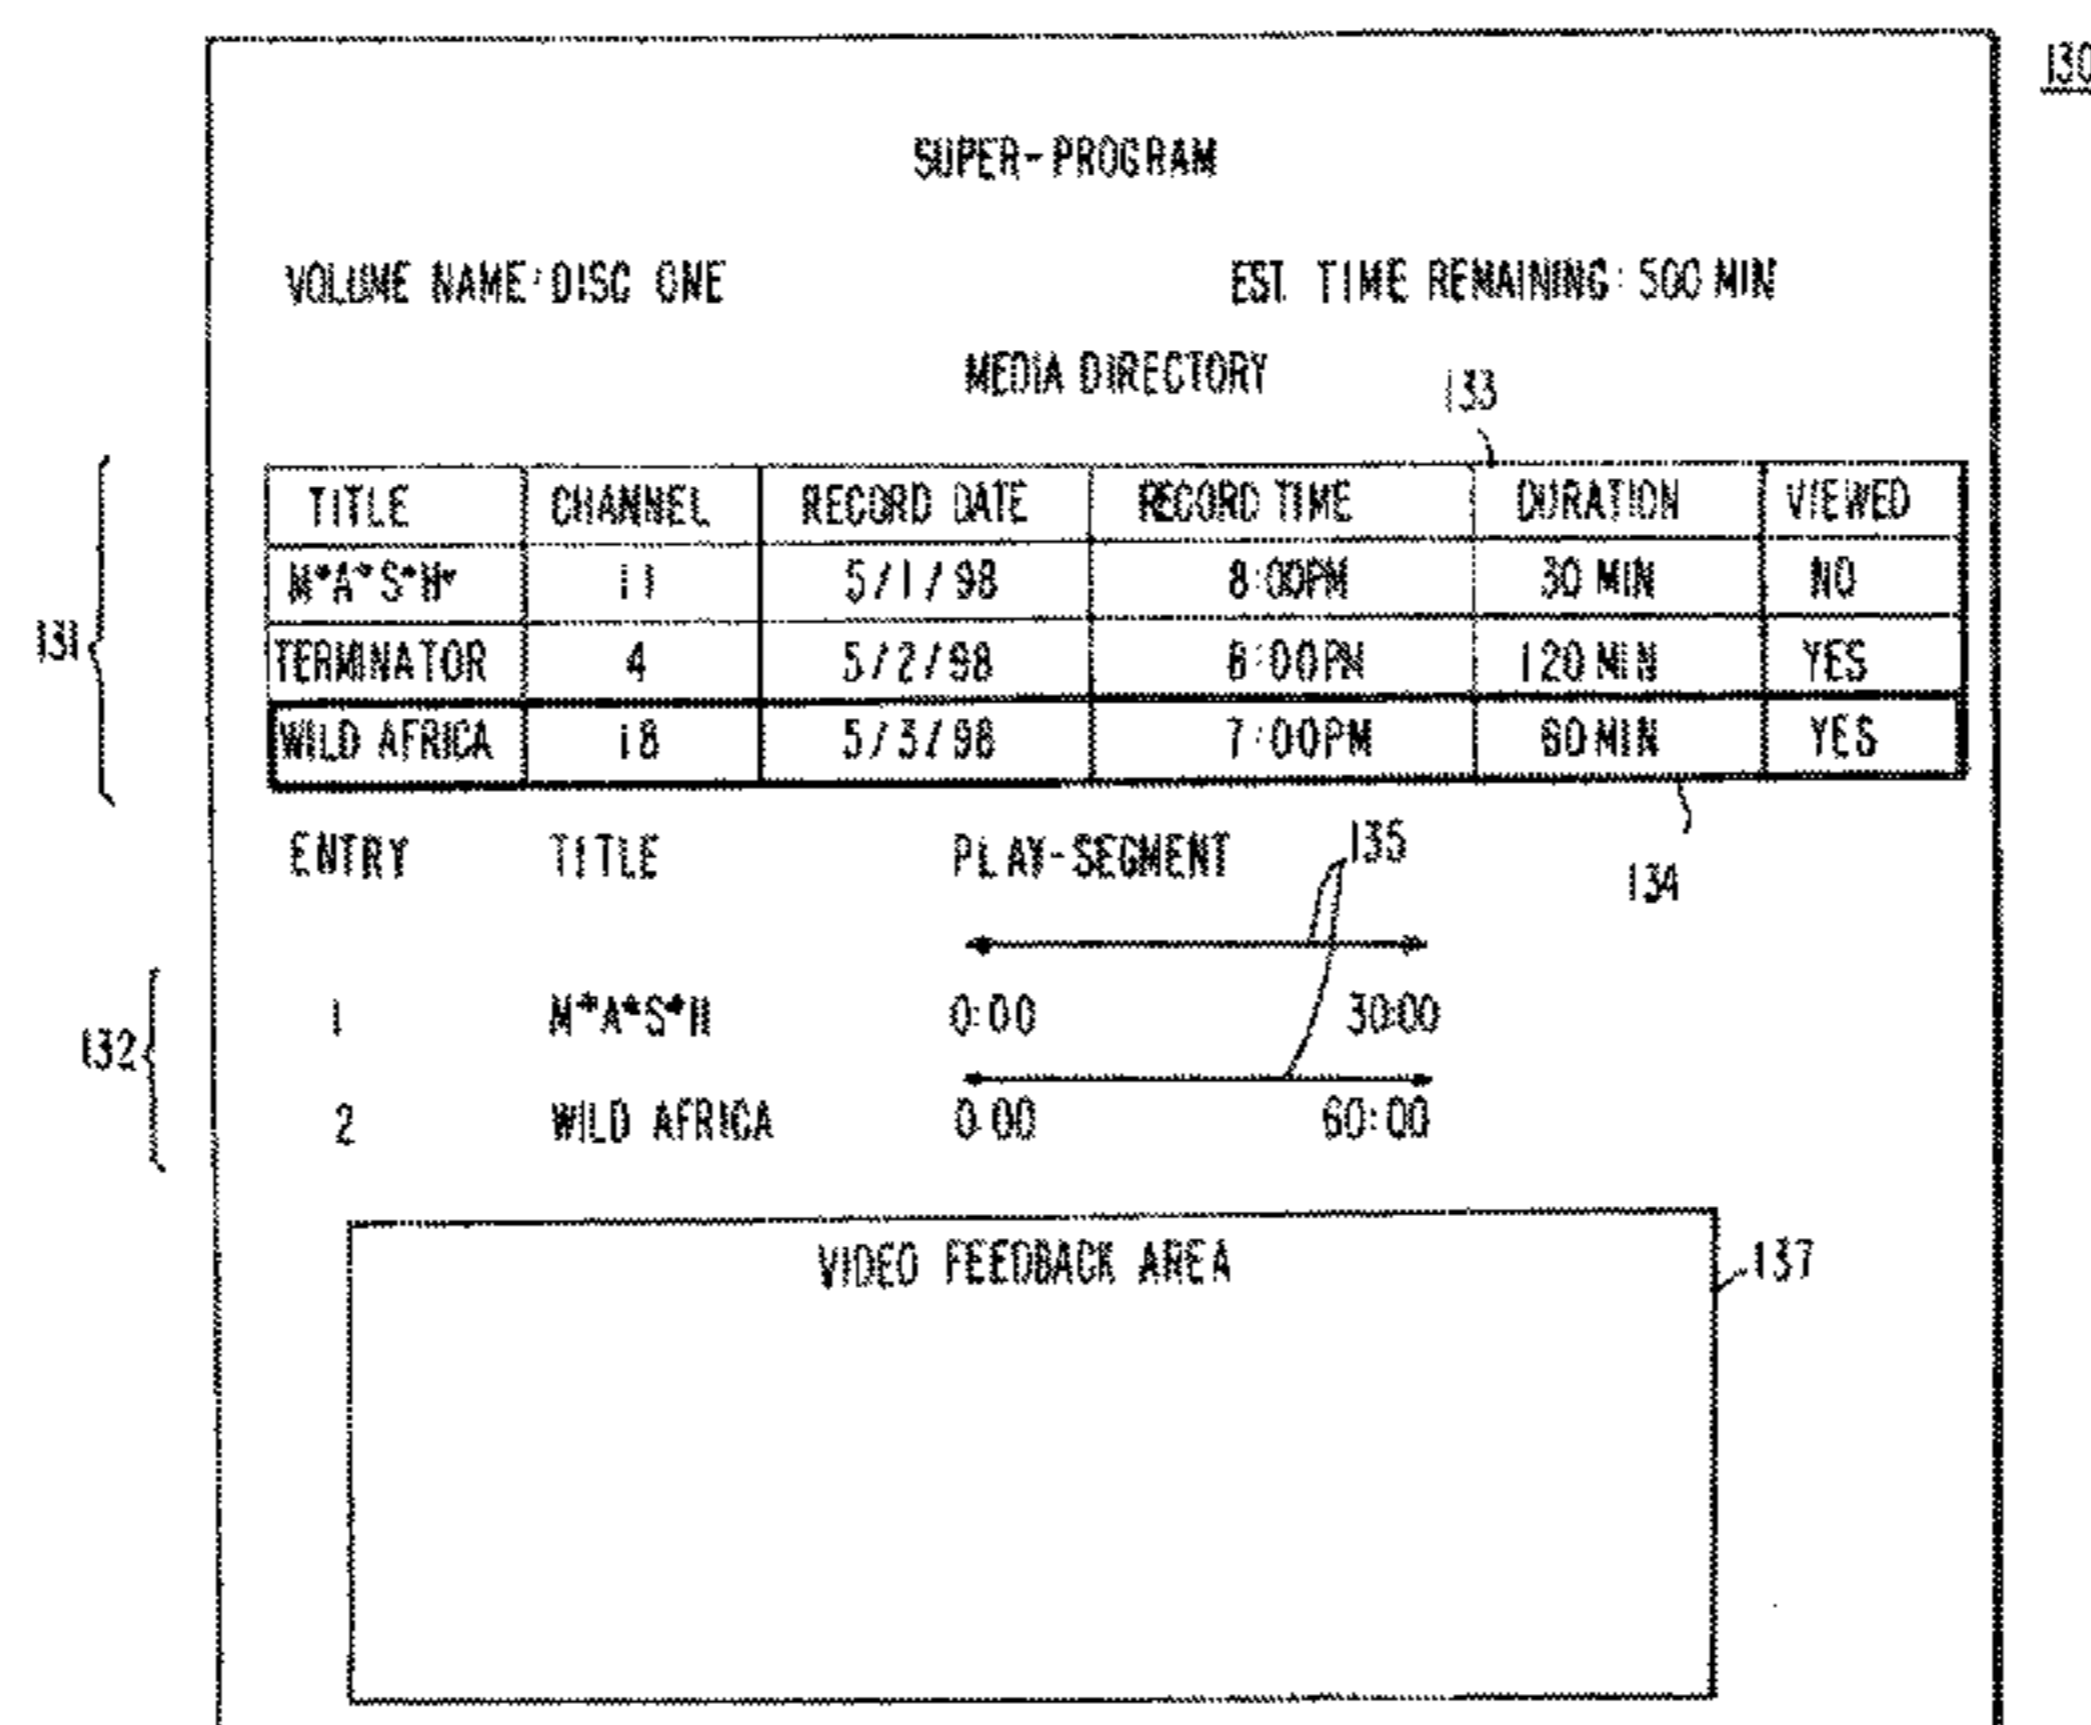 130
SUPER-PROGRAM
VOLUME NAME: DISC ONE EST. TIME REMAINING: 500 MIN
MEDIA DIRECTORY
133
TITLE CHANNEL RECORD DATE RECORD TIME DURATION VIEWED
M*A*S*H* 11 5/1/98 8:00PM 30 MIN NO
131
TERMINATOR 4 5/2/98 8:00PM 120 MIN YES
WILD AFRICA 18 5/3/98 7:00PM 60 MIN YES
135
ENTRY TITLE PLAY-SEGMENT
134
1 M*A*S*H 0:00 30:00
132
2 WILD AFRICA 0:00 60:00
VIDEO FEEDBACK AREA
137